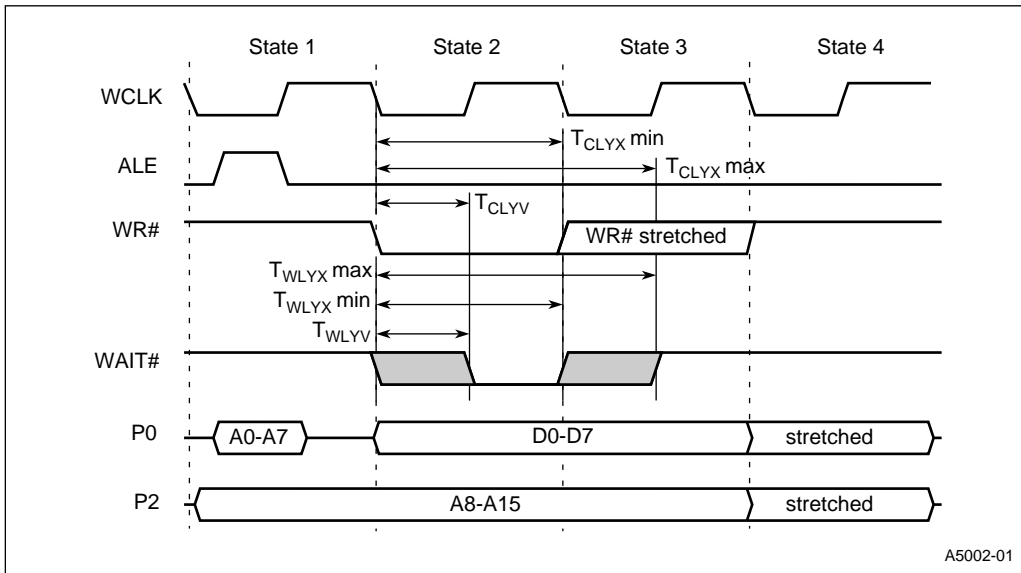 State 1 State 2 State 3 State 4
WCLK
T_CLYX min
ALE
T_CLYX max
T_CLYV
WR#
WR# stretched
T_WLYX max
T_WLYX min
T_WLYV
WAIT#
P0 A0-A7 D0-D7 stretched
P2 A8-A15 stretched
A5002-01